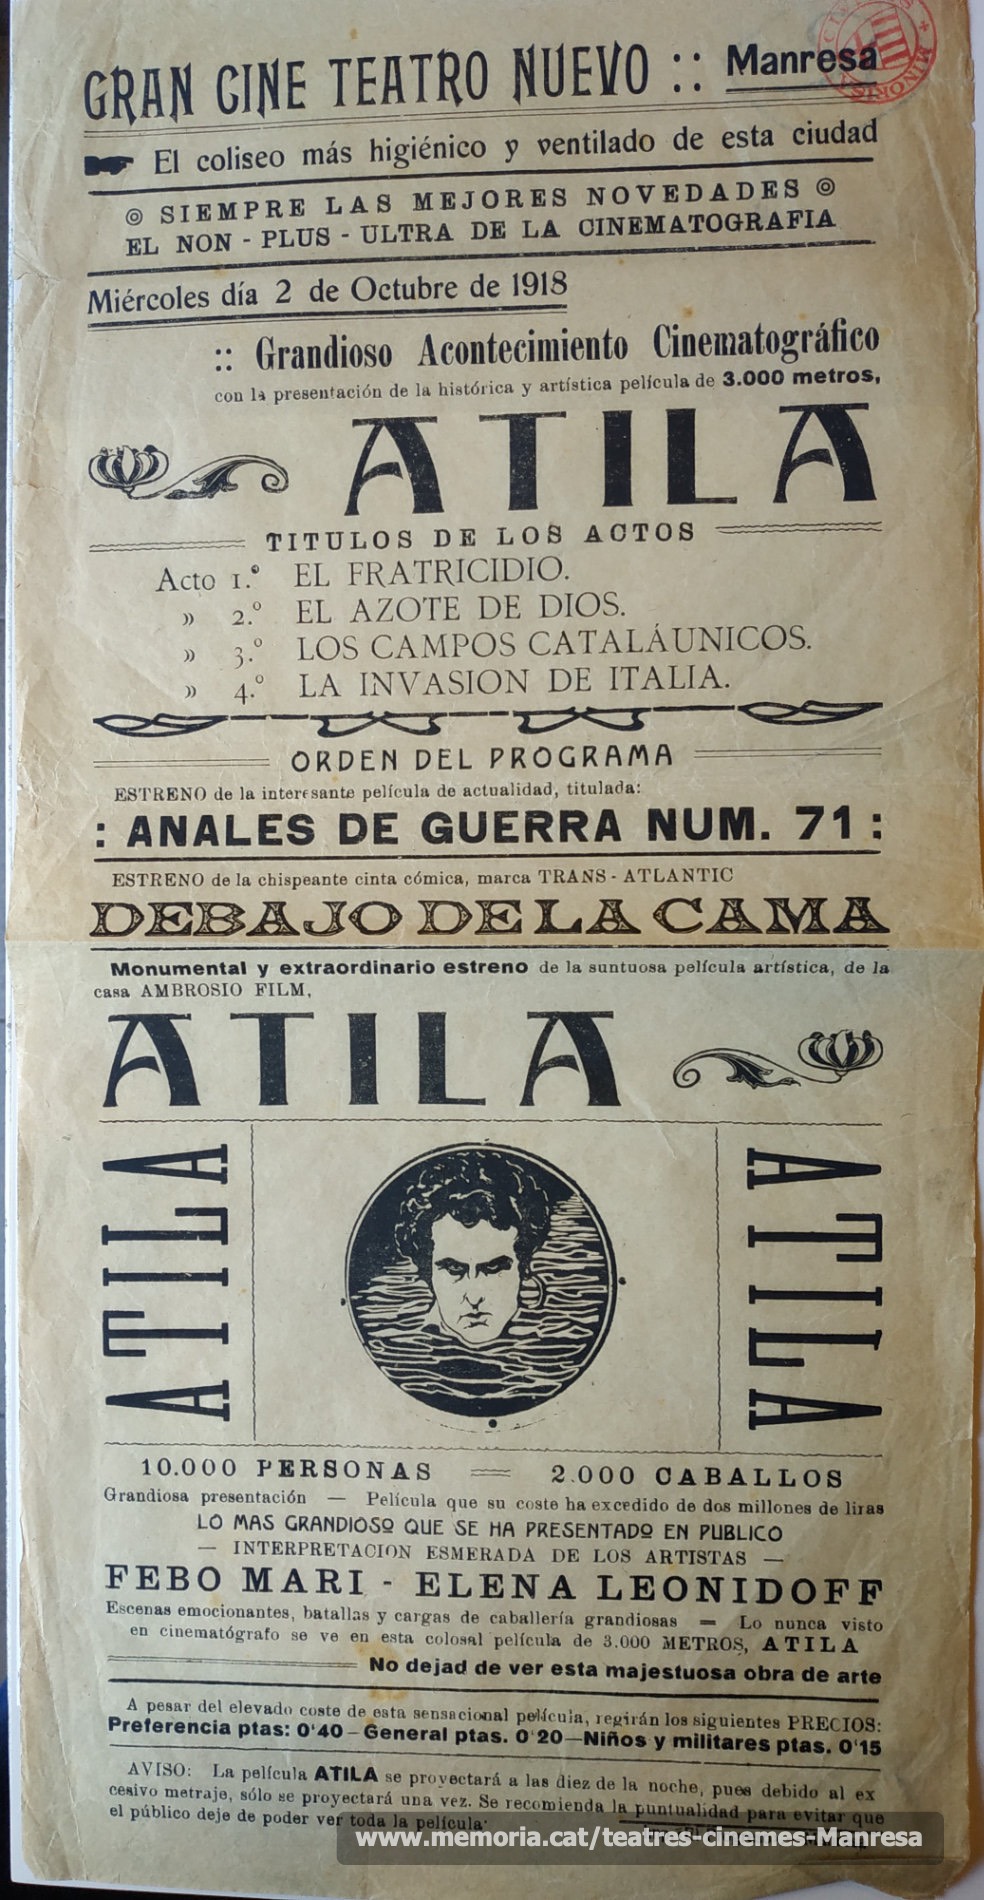 GRAN CINE TEATRO NUEVO :: Manresa
El coliseo más higiénico y ventilado de esta ciudad
SIEMPRE LAS MEJORES NOVEDADES
EL NON - PLUS - ULTRA DE LA CINEMATOGRAFIA
Miércoles día 2 de Octubre de 1918
:: Grandioso Acontecimiento Cinematográfico
con la presentación de la histórica y artística película de 3.000 metros,
ATILA
TITULOS DE LOS ACTOS
Acto 1.º EL FRATRICIDIO.
» 2.º EL AZOTE DE DIOS.
» 3.º LOS CAMPOS CATALÁUNICOS.
» 4.º LA INVASION DE ITALIA.
ORDEN DEL PROGRAMA
ESTRENO de la interesante película de actualidad, titulada:
: ANALES DE GUERRA NUM. 71 :
ESTRENO de la chispeante cinta cómica, marca TRANS - ATLANTIC
DEBAJO DE LA CAMA
Monumental y extraordinario estreno de la suntuosa película artística, de la
casa AMBROSIO FILM,
ATILA
ATILA
ATILA
10.000 PERSONAS = 2.000 CABALLOS
Grandiosa presentación — Película que su coste ha excedido de dos millones de liras
LO MAS GRANDIOSO QUE SE HA PRESENTADO EN PUBLICO
— INTERPRETACION ESMERADA DE LOS ARTISTAS —
FEBO MARI - ELENA LEONIDOFF
Escenas emocionantes, batallas y cargas de caballería grandiosas = Lo nunca visto
en cinematógrafo se ve en esta colosal película de 3.000 METROS, ATILA
No dejad de ver esta majestuosa obra de arte
A pesar del elevado coste de esta sensacional película, regirán los siguientes PRECIOS:
Preferencia ptas: 0'40 — General ptas. 0'20 — Niños y militares ptas. 0'15
AVISO: La película ATILA se proyectará a las diez de la noche, pues debido al ex
cesivo metraje, sólo se proyectará una vez. Se recomienda la puntualidad para evitar que
el público deje de poder ver toda la película:
www.memoria.cat/teatres-cinemes-Manresa